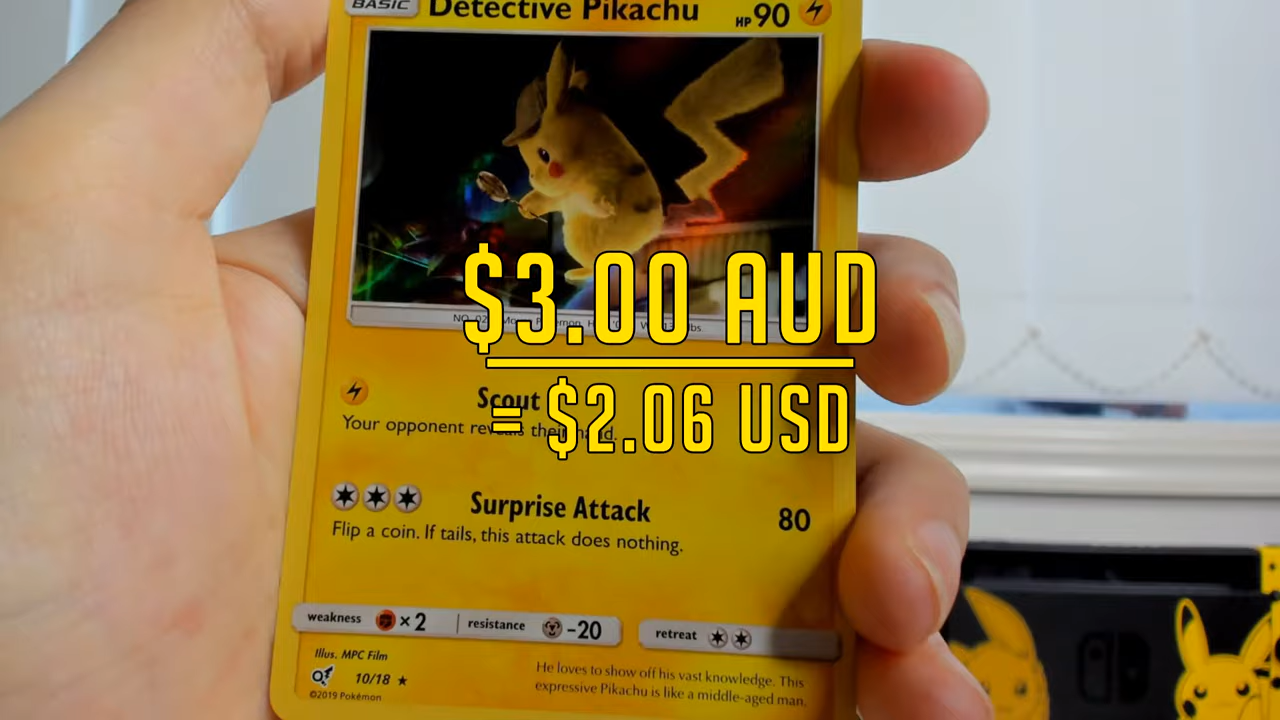 BASIC Detective Pikachu HP 90
$3.00 AUD
= $2.06 USD
Scout
Your opponent reveals their hand.
Surprise Attack 80
Flip a coin. If tails, this attack does nothing.
weakness ×2 resistance -20 retreat
Illus. MPC Film
10/18
©2019 Pokémon
He loves to show off his vast knowledge. This
expressive Pikachu is like a middle-aged man.